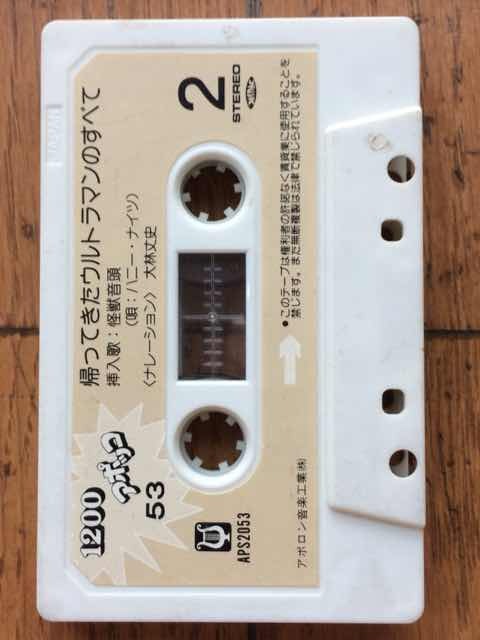 1200
ワポッコ
53
帰ってきたウルトラマンのすべて
挿入歌：怪獣音頭
(唄：ハニー・ナイツ)
〈ナレーション〉 大林丈史
2
STEREO
APS2053
●このテープは権利者の許諾なく賃貸業に使用することを
禁じます。また無断複製は法律で禁じられています。
アポロン音楽工業㈱
JAPAN